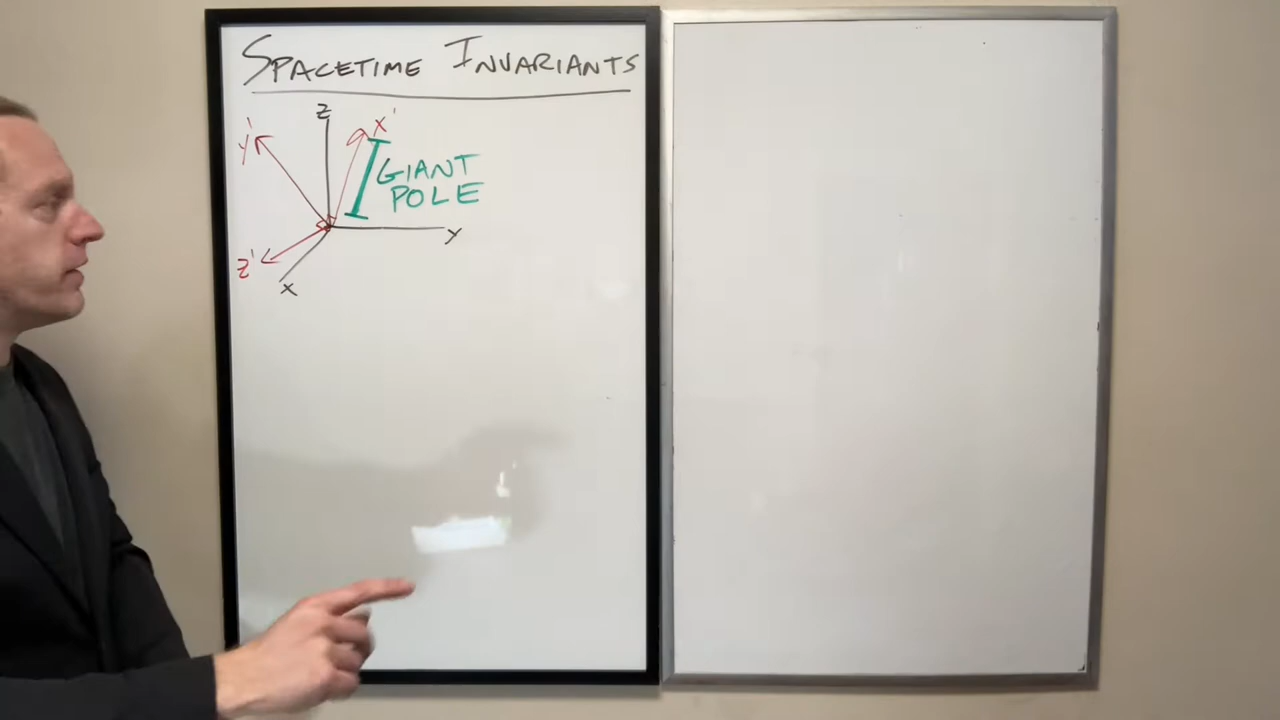 SPACETIME INVARIANTS
z
y'
x'
GIANT
POLE
y
z'
x